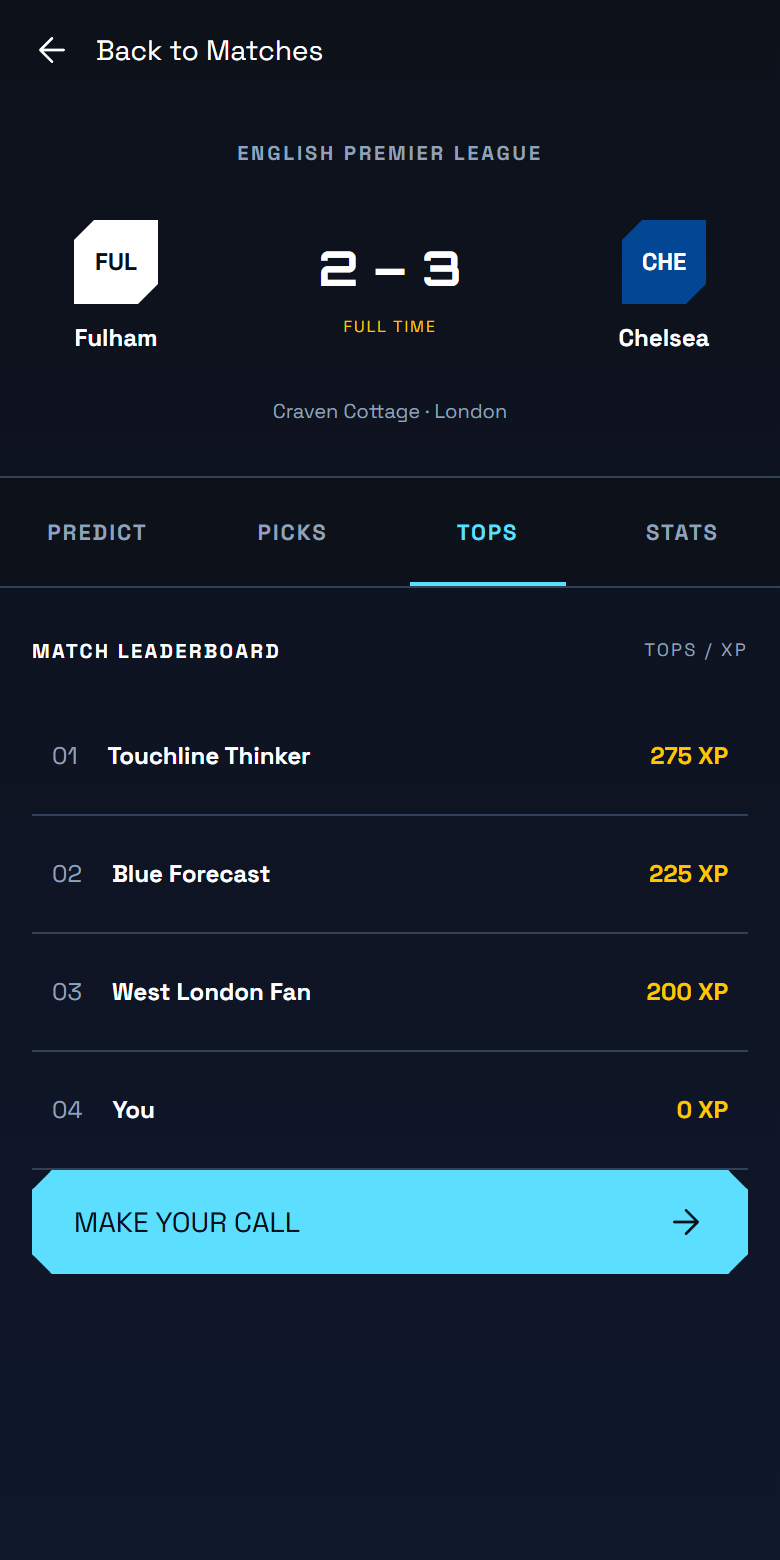 Back to Matches
ENGLISH PREMIER LEAGUE
FUL
2 – 3
CHE
FULL TIME
Fulham
Chelsea
Craven Cottage · London
PREDICT PICKS TOPS STATS
MATCH LEADERBOARD TOPS / XP
01 Touchline Thinker 275 XP
02 Blue Forecast 225 XP
03 West London Fan 200 XP
04 You 0 XP
MAKE YOUR CALL